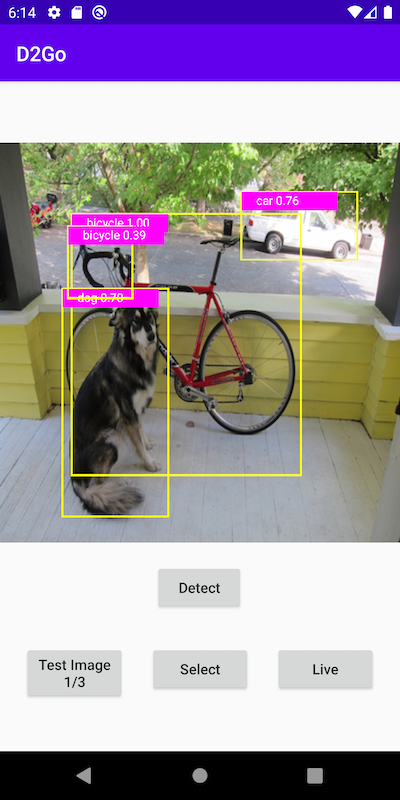 6:14
D2Go
car 0.76
bicycle 1.00
bicycle 0.39
dog 0.70
Detect
Test Image
1/3
Select
Live